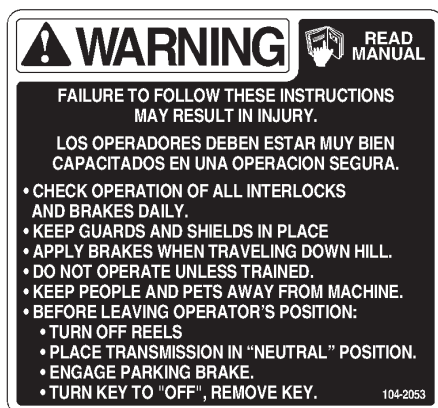 WARNING
READ
MANUAL
FAILURE TO FOLLOW THESE INSTRUCTIONS
MAY RESULT IN INJURY.
LOS OPERADORES DEBEN ESTAR MUY BIEN
CAPACITADOS EN UNA OPERACION SEGURA.
• CHECK OPERATION OF ALL INTERLOCKS
AND BRAKES DAILY.
• KEEP GUARDS AND SHIELDS IN PLACE
• APPLY BRAKES WHEN TRAVELING DOWN HILL.
• DO NOT OPERATE UNLESS TRAINED.
• KEEP PEOPLE AND PETS AWAY FROM MACHINE.
• BEFORE LEAVING OPERATOR'S POSITION:
• TURN OFF REELS
• PLACE TRANSMISSION IN “NEUTRAL” POSITION.
• ENGAGE PARKING BRAKE.
• TURN KEY TO "OFF", REMOVE KEY.
104-2053